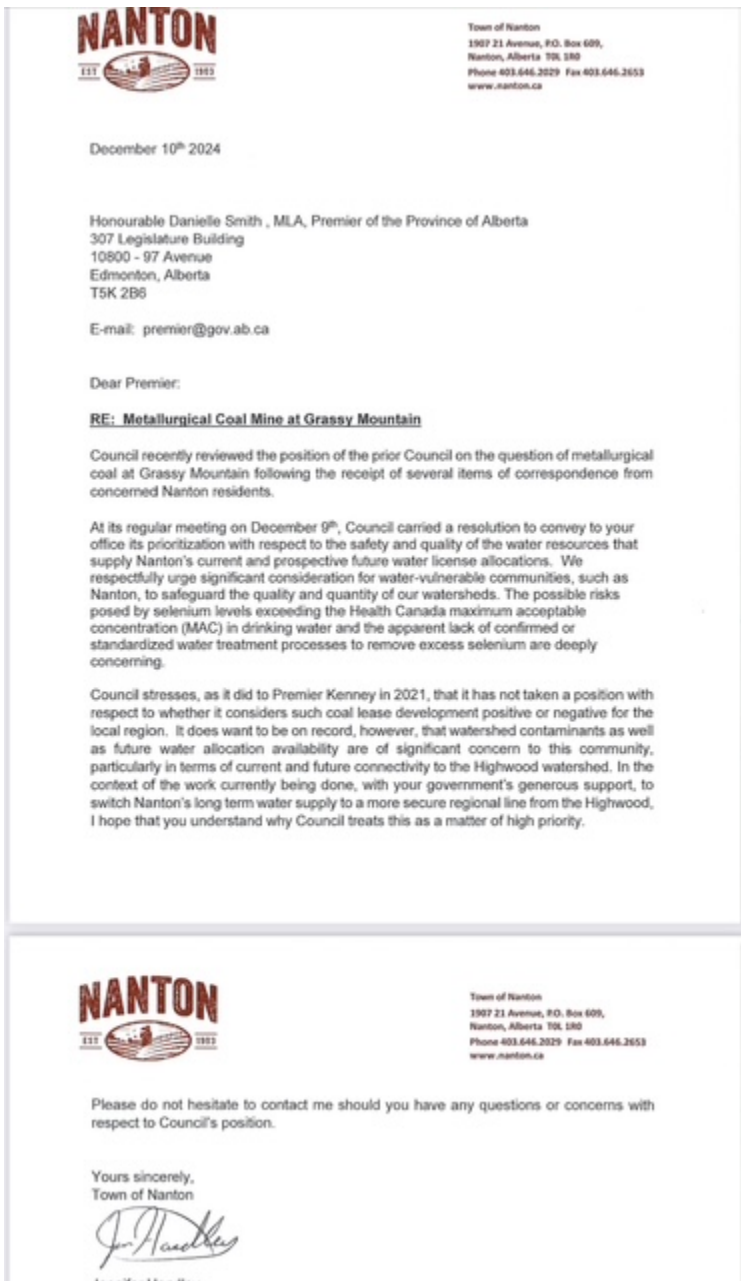 NANTON
EST 1903
Town of Nanton
1907 21 Avenue, P.O. Box 609,
Nanton, Alberta T0L 1R0
Phone 403.646.2029 Fax 403.646.2653
www.nanton.ca
December 10th 2024
Honourable Danielle Smith , MLA, Premier of the Province of Alberta
307 Legislature Building
10800 - 97 Avenue
Edmonton, Alberta
T5K 2B6
E-mail: premier@gov.ab.ca
Dear Premier:
RE: Metallurgical Coal Mine at Grassy Mountain
Council recently reviewed the position of the prior Council on the question of metallurgical
coal at Grassy Mountain following the receipt of several items of correspondence from
concerned Nanton residents.
At its regular meeting on December 9th, Council carried a resolution to convey to your
office its prioritization with respect to the safety and quality of the water resources that
supply Nanton's current and prospective future water license allocations. We
respectfully urge significant consideration for water-vulnerable communities, such as
Nanton, to safeguard the quality and quantity of our watersheds. The possible risks
posed by selenium levels exceeding the Health Canada maximum acceptable
concentration (MAC) in drinking water and the apparent lack of confirmed or
standardized water treatment processes to remove excess selenium are deeply
concerning.
Council stresses, as it did to Premier Kenney in 2021, that it has not taken a position with
respect to whether it considers such coal lease development positive or negative for the
local region. It does want to be on record, however, that watershed contaminants as well
as future water allocation availability are of significant concern to this community,
particularly in terms of current and future connectivity to the Highwood watershed. In the
context of the work currently being done, with your government's generous support, to
switch Nanton's long term water supply to a more secure regional line from the Highwood,
I hope that you understand why Council treats this as a matter of high priority.
NANTON
EST 1903
Town of Nanton
1907 21 Avenue, P.O. Box 609,
Nanton, Alberta T0L 1R0
Phone 403.646.2029 Fax 403.646.2653
www.nanton.ca
Please do not hesitate to contact me should you have any questions or concerns with
respect to Council's position.
Yours sincerely,
Town of Nanton